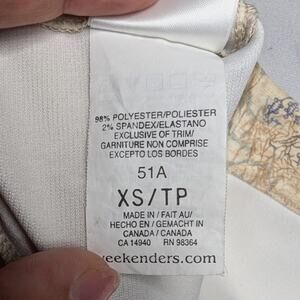 98% POLYESTER/POLIESTER
2% SPANDEX/ELASTANO
EXCLUSIVE OF TRIM/
GARNITURE NON COMPRISE
EXCEPTO LOS BORDES
51A
XS/TP
MADE IN / FAIT AU/
HECHO EN / GEMACHT IN
CANADA / CANADA
CA 14940 RN 98364
weekenders.com